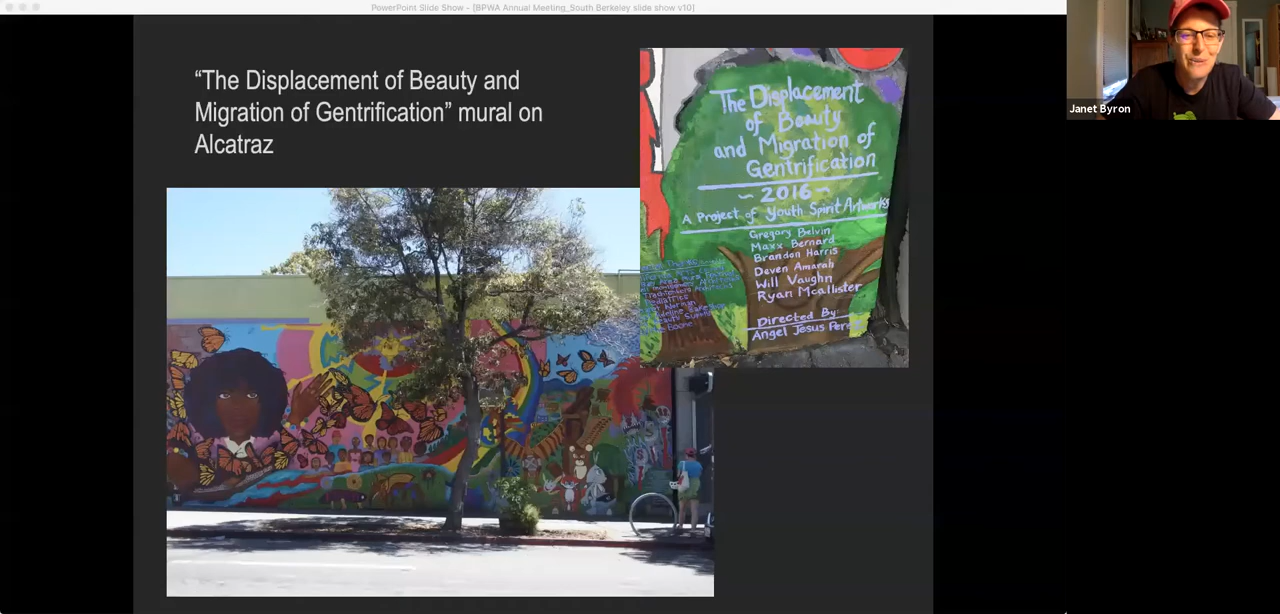 PowerPoint Slide Show - [BPWA Annual Meeting_South Berkeley slide show v10]
“The Displacement of Beauty and
Migration of Gentrification” mural on
Alcatraz
The Displacement
of Beauty
and Migration of
Gentrification
~ 2016 ~
A Project of Youth Spirit Artworks
Gregory Belvin
Maxx Bernard
Brandon Harris
Deven Amarah
Will Vaughn
Ryan Mcallister
Directed By:
Angel Jesus Perez
Janet Byron